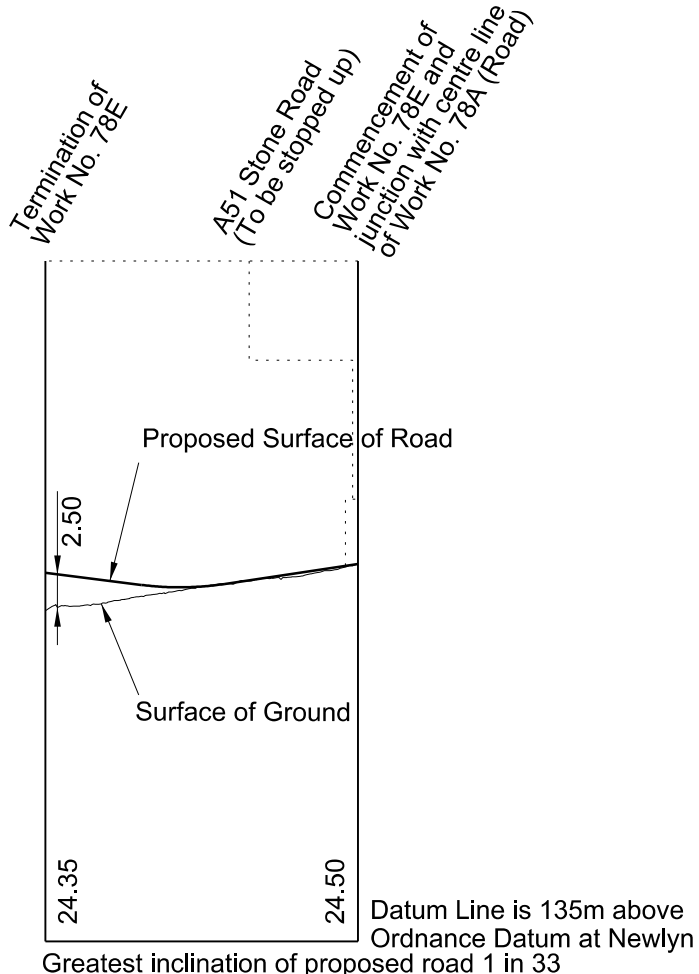 Termination of
Work No. 78E
A51 Stone Road
(To be stopped up)
Commencement of
Work No. 78E and
junction with centre line
of Work No. 78A (Road)
Proposed Surface of Road
2.50
Surface of Ground
24.35
24.50
Datum Line is 135m above
Ordnance Datum at Newlyn
Greatest inclination of proposed road 1 in 33